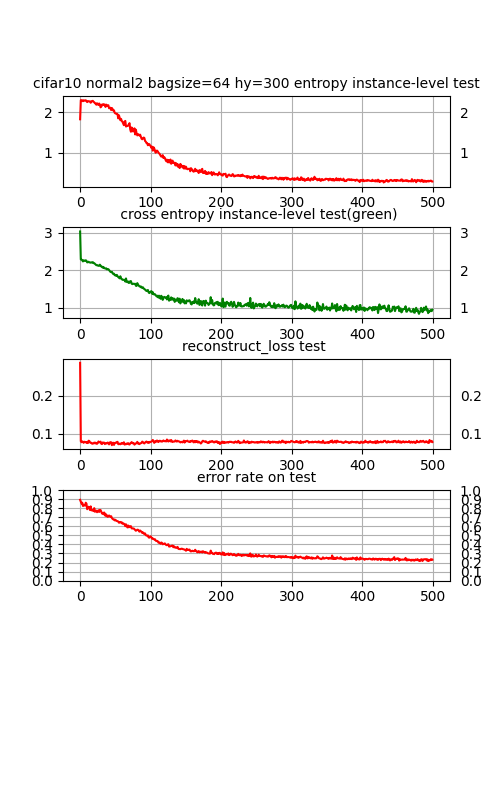 cifar10 normal2 bagsize=64 hy=300 entropy instance-level test
2 2
1 1
0 100 200 300 400 500
cross entropy instance-level test(green)
3 3
2 2
1 1
0 100 200 300 400 500
reconstruct_loss test
0.2 0.2
0.1 0.1
0 100 200 300 400 500
error rate on test
1.0 1.0
0.9 0.9
0.8 0.8
0.7 0.7
0.6 0.6
0.5 0.5
0.4 0.4
0.3 0.3
0.2 0.2
0.1 0.1
0.0 0.0
0 100 200 300 400 500